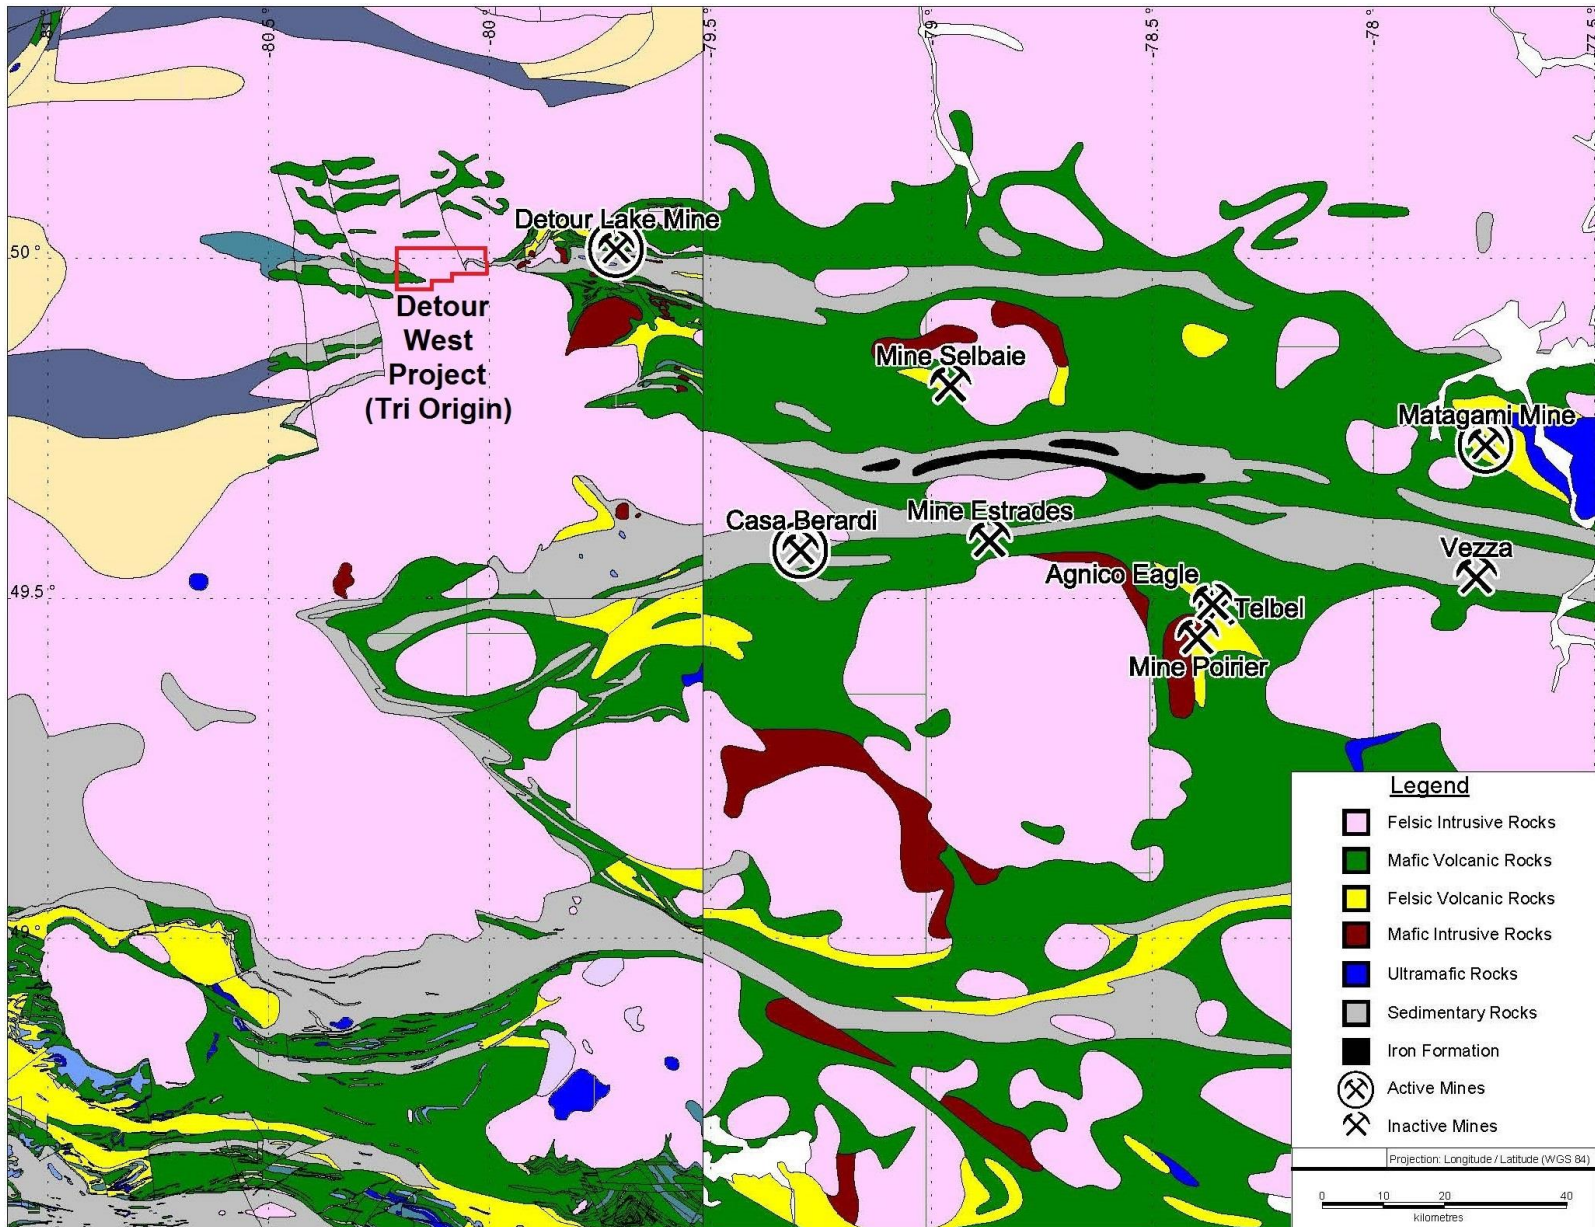 -81°
-80.5°
-80°
-79.5°
-79°
-78.5°
-78°
-77.5°
50°
49.5°
49°
Detour Lake Mine
Detour
West
Project
(Tri Origin)
Mine Selbaie
Matagami Mine
Casa Berardi
Mine Estrades
Vezza
Agnico Eagle
Telbel
Mine Poirier
Legend
Felsic Intrusive Rocks
Mafic Volcanic Rocks
Felsic Volcanic Rocks
Mafic Intrusive Rocks
Ultramafic Rocks
Sedimentary Rocks
Iron Formation
Active Mines
Inactive Mines
Projection: Longitude / Latitude (WGS 84)
0 10 20 40
kilometres